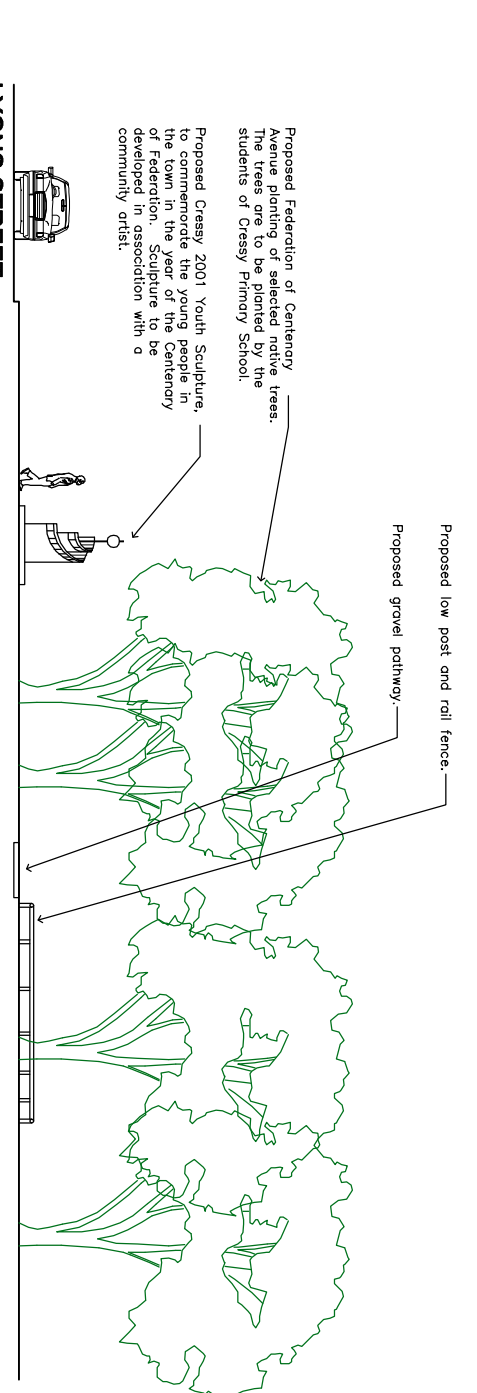 Proposed low post and rail fence.
Proposed gravel pathway.
Proposed Federation of Centenary
Avenue planting of selected native trees.
The trees are to be planted by the
students of Cressy Primary School.
Proposed Cressy 2001 Youth Sculpture,
to commemorate the young people in
the town in the year of the Centenary
of Federation. Sculpture to be
developed in association with a
community artist.
LYONS STREET